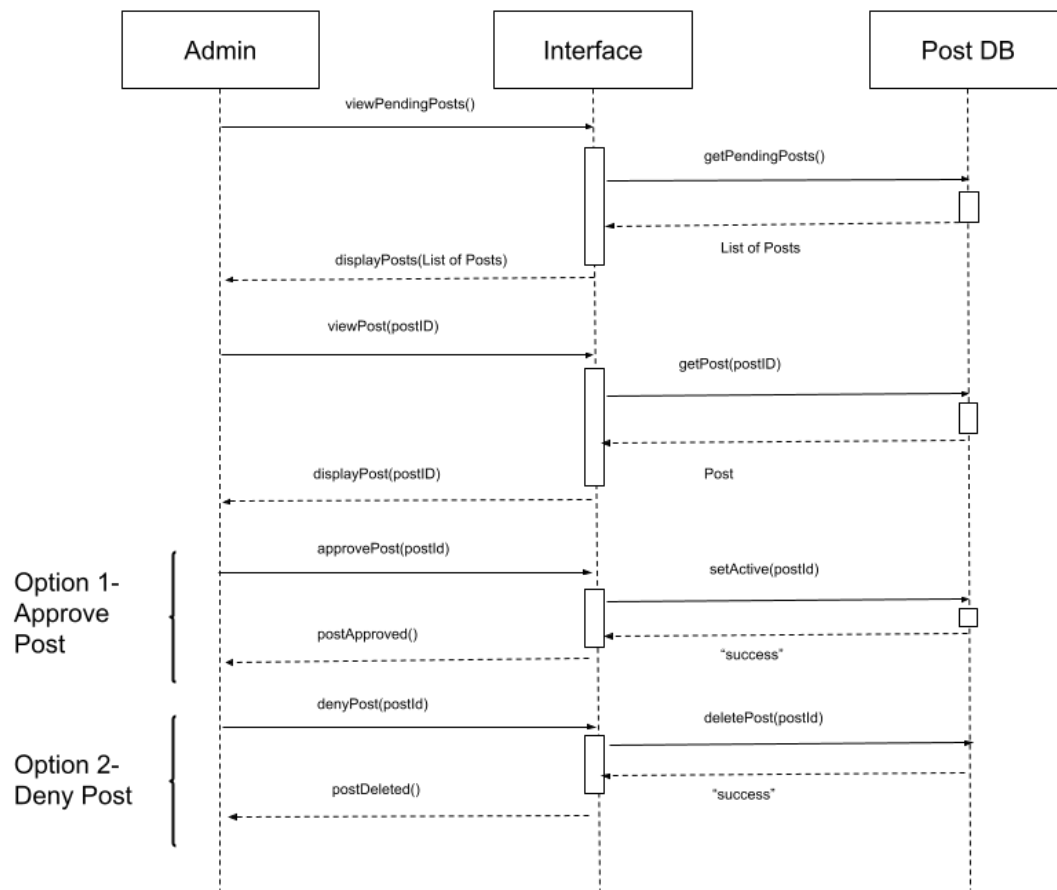 Admin
Interface
Post DB
viewPendingPosts()
getPendingPosts()
List of Posts
displayPosts(List of Posts)
viewPost(postID)
getPost(postID)
Post
displayPost(postID)
Option 1-
Approve
Post
approvePost(postId)
setActive(postId)
"success"
postApproved()
Option 2-
Deny Post
denyPost(postId)
deletePost(postId)
"success"
postDeleted()